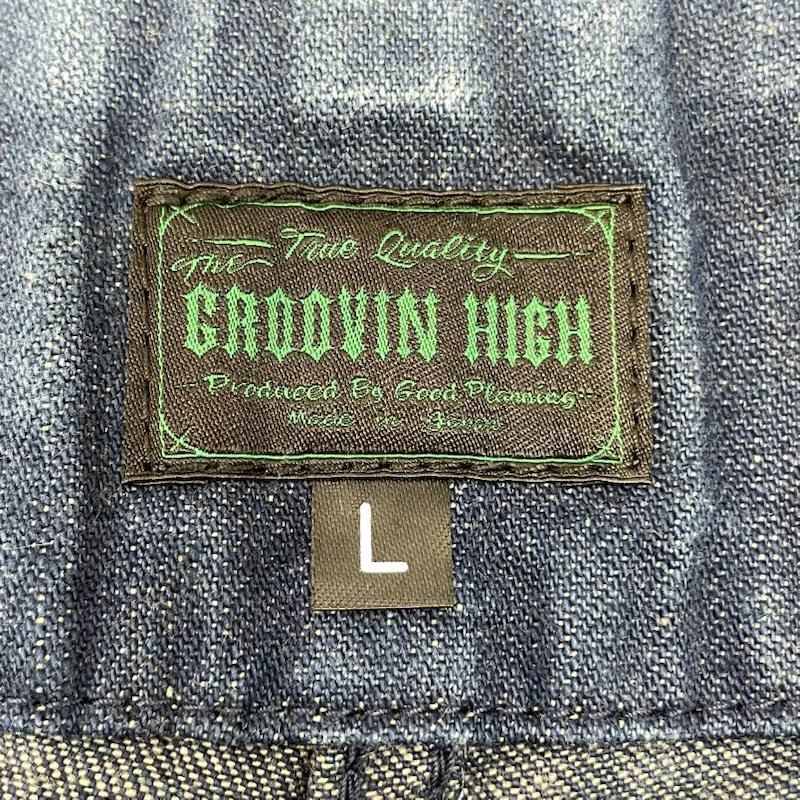 True Quality
The
GROOVIN HIGH
Produced By Good Planning
Made in Japan
L